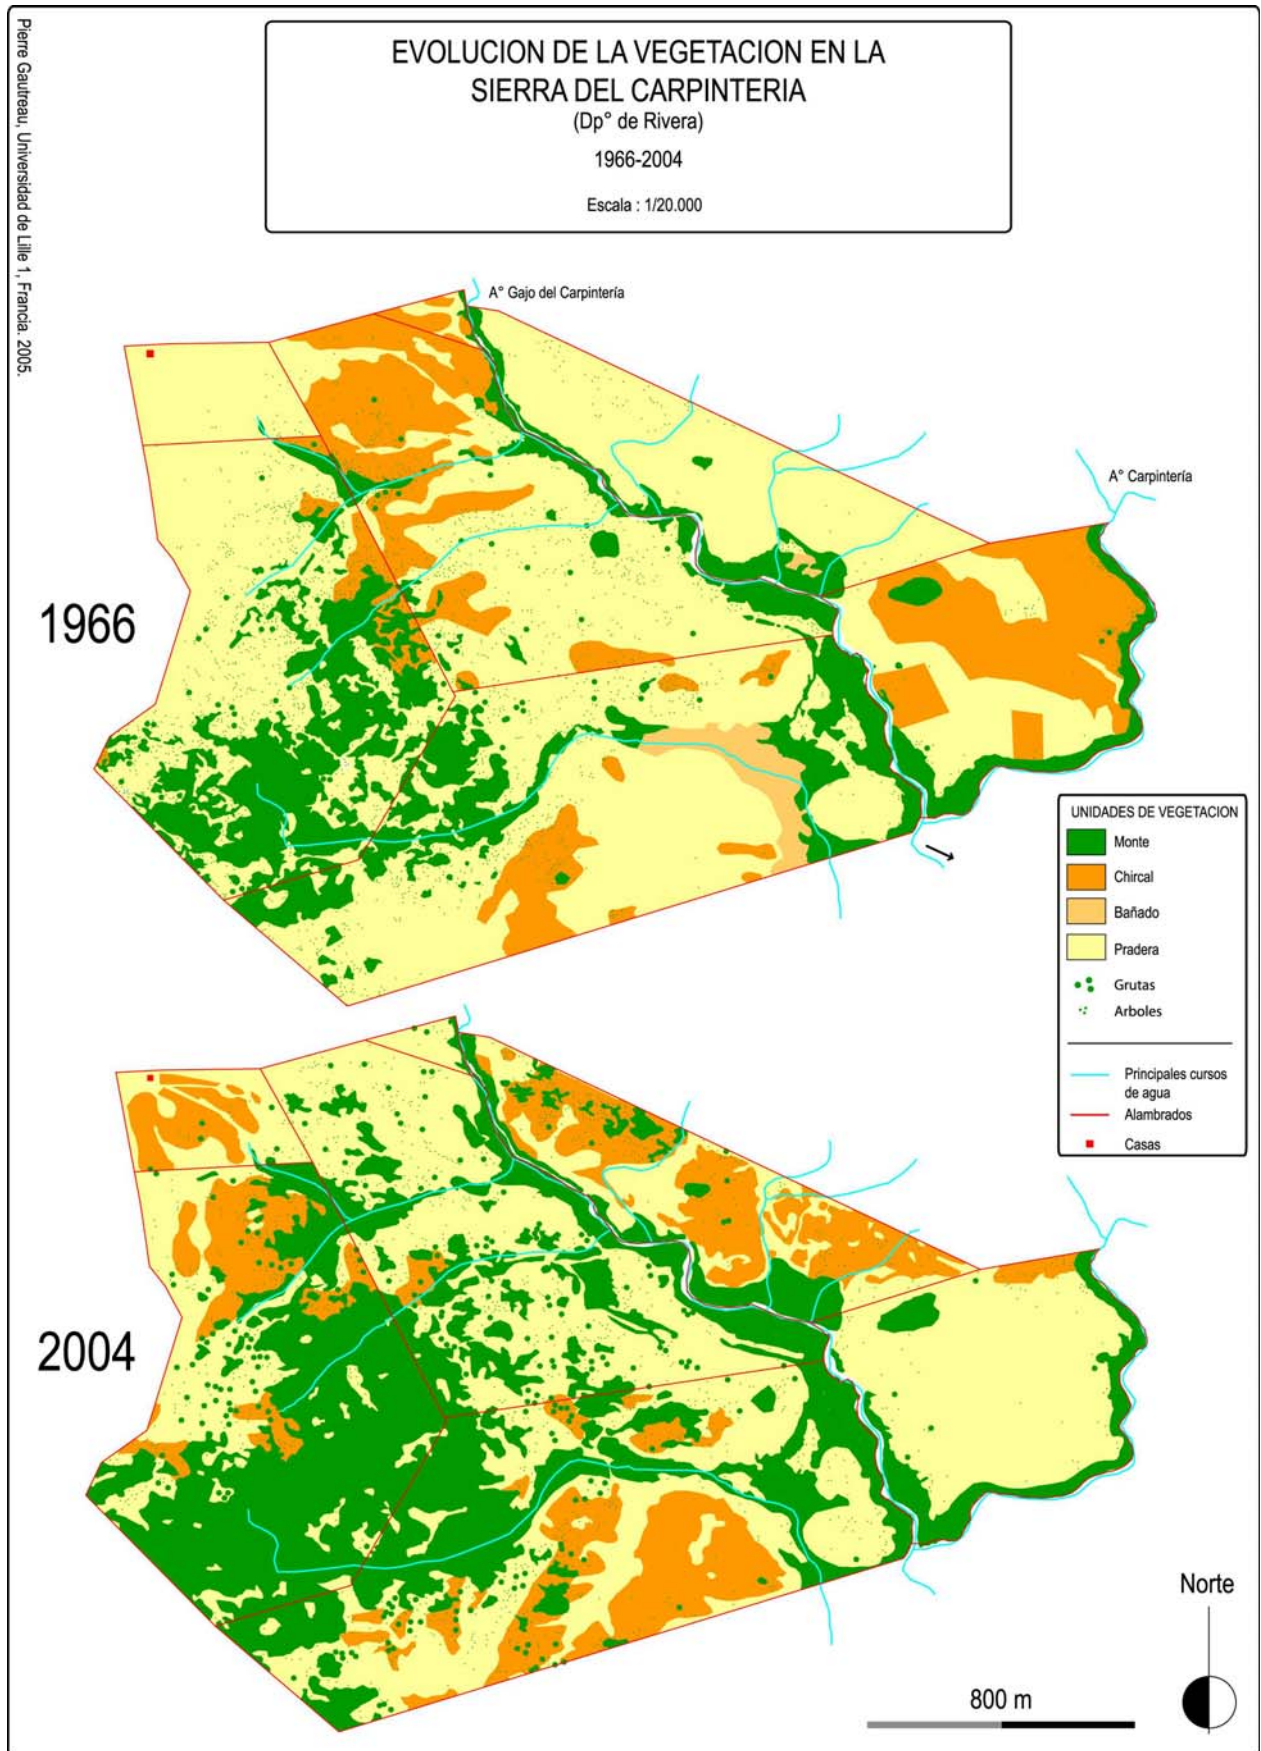 EVOLUCION DE LA VEGETACION EN LA
SIERRA DEL CARPINTERIA
(Dp° de Rivera)
1966-2004
Escala : 1/20.000
Pierre Gautreau, Universidad de Lille 1, Francia. 2005.
A° Gajo del Carpintería
A° Carpintería
1966
UNIDADES DE VEGETACION
Monte
Chircal
Bañado
Pradera
Grutas
Arboles
Principales cursos
de agua
Alambrados
Casas
2004
Norte
800 m